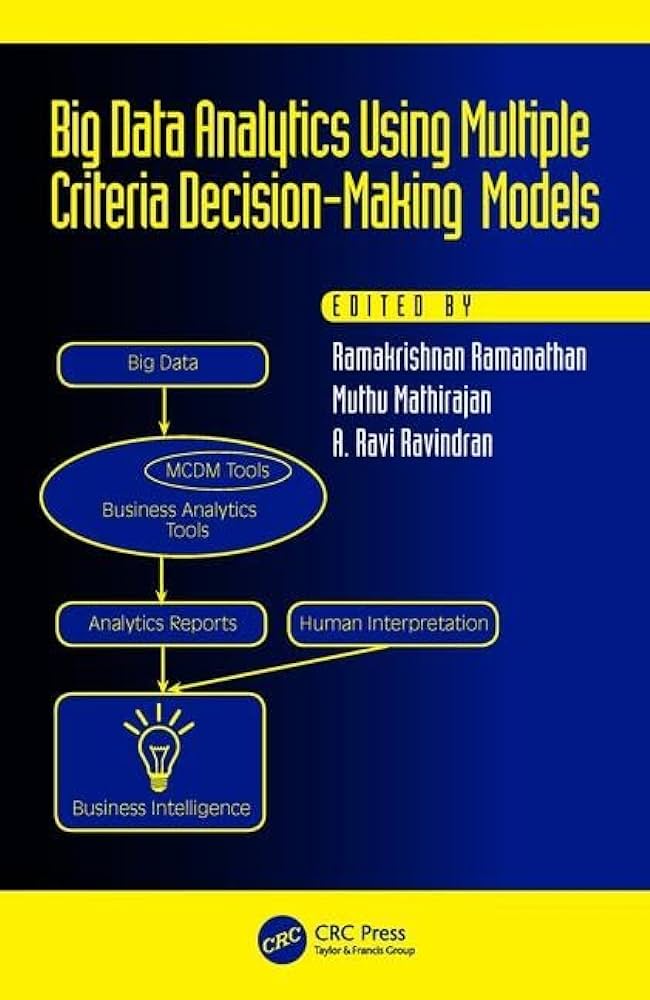 Big Data Analytics Using Multiple
Criteria Decision-Making Models
EDITED BY
Ramakrishnan Ramanathan
Muthu Mathirajan
A. Ravi Ravindran
Big Data
MCDM Tools
Business Analytics
Tools
Analytics Reports
Human Interpretation
Business Intelligence
CRC
CRC Press
Taylor & Francis Group